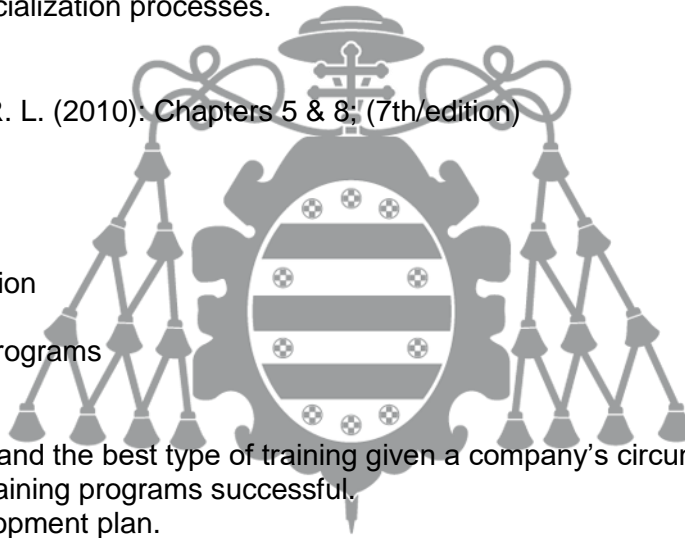 cialization processes.
R. L. (2010): Chapters 5 & 8; (7th/edition)
ion
rograms
and the best type of training given a company's circu
aining programs successful.
opment plan.